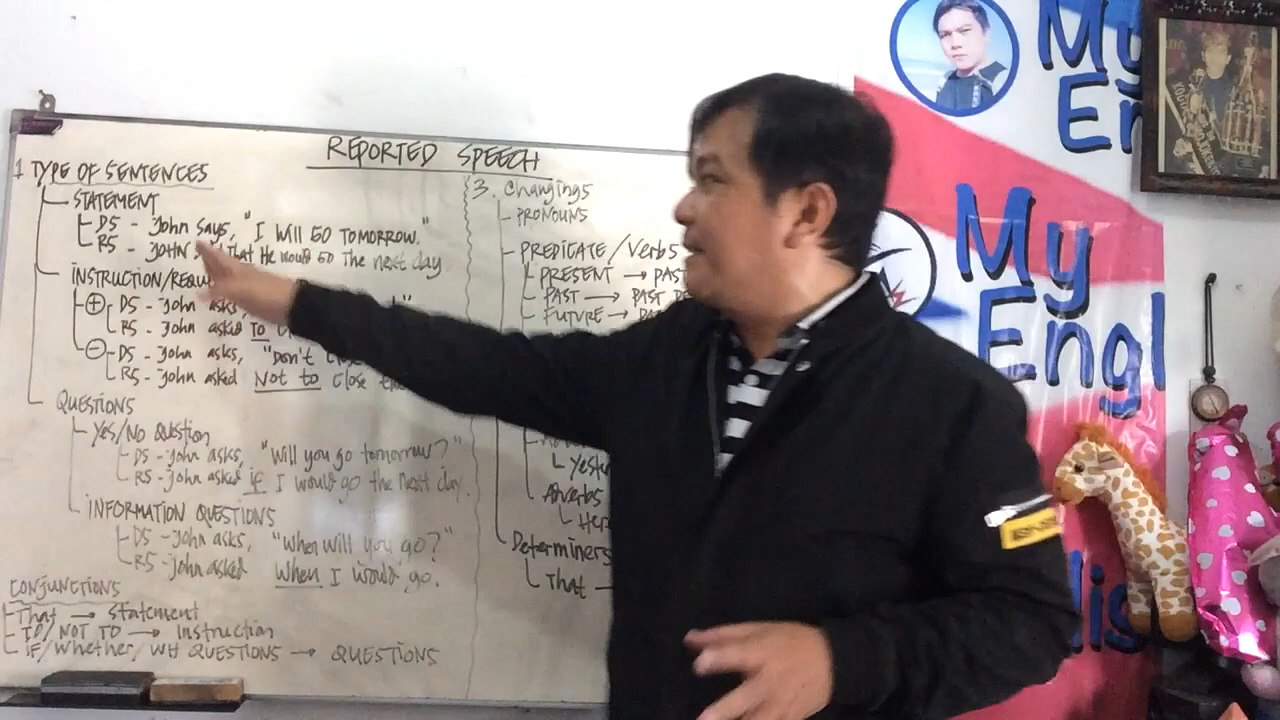 REPORTED SPEECH
1 TYPE OF SENTENCES
STATEMENT
DS - John says, "I Will GO TOMORROW."
RS - JOHN THAT He would GO The next day
INSTRUCTION/
+ DS - John asks,
RS - John asked TO
- DS - John asks, "Don't
RS - John asked Not to close
QUESTIONS
Yes/No Question
DS - John asks, "Will you go tomorrow?"
RS - John asked if I would go the next day.
INFORMATION QUESTIONS
DS - John asks, "When will you go?"
RS - John asked When I would go.
CONJUNCTIONS
That → Statement
TO/NOT TO → Instruction
IF/Whether/WH QUESTIONS → QUESTIONS
3. Changings
PRONOUNS
PREDICATE/Verbs
PRESENT →
PAST → PAST
FUTURE →
Adverbs
Determiners
That
My
My
Engl